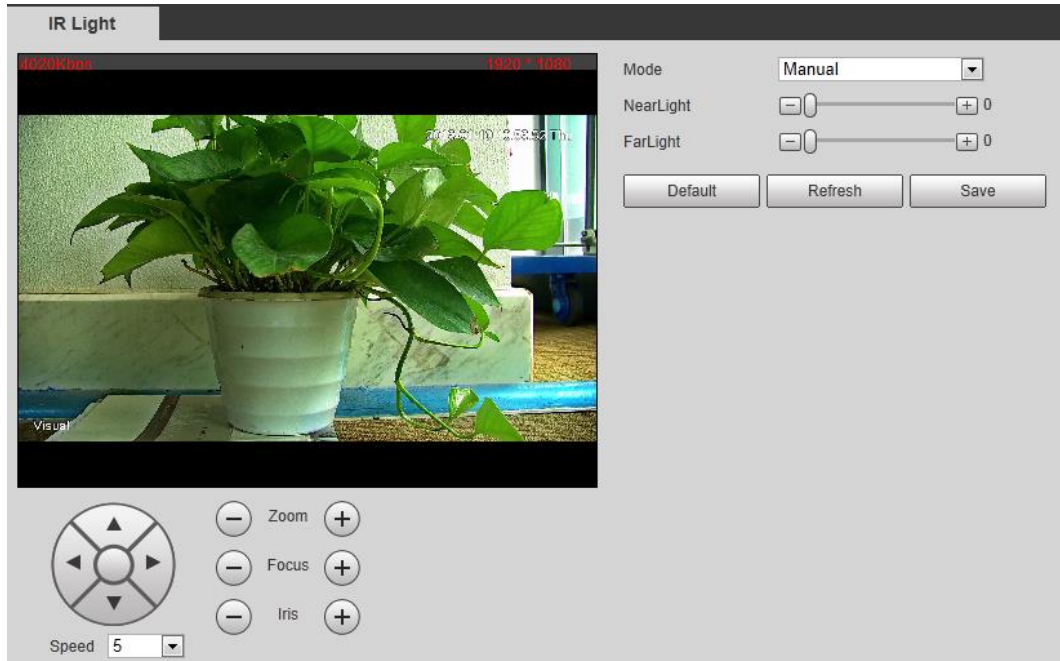 IR Light
4020Kbps 1920 * 1080
Mode Manual
NearLight 0
FarLight 0
Default Refresh Save
Visual
Zoom
Focus
Iris
Speed 5